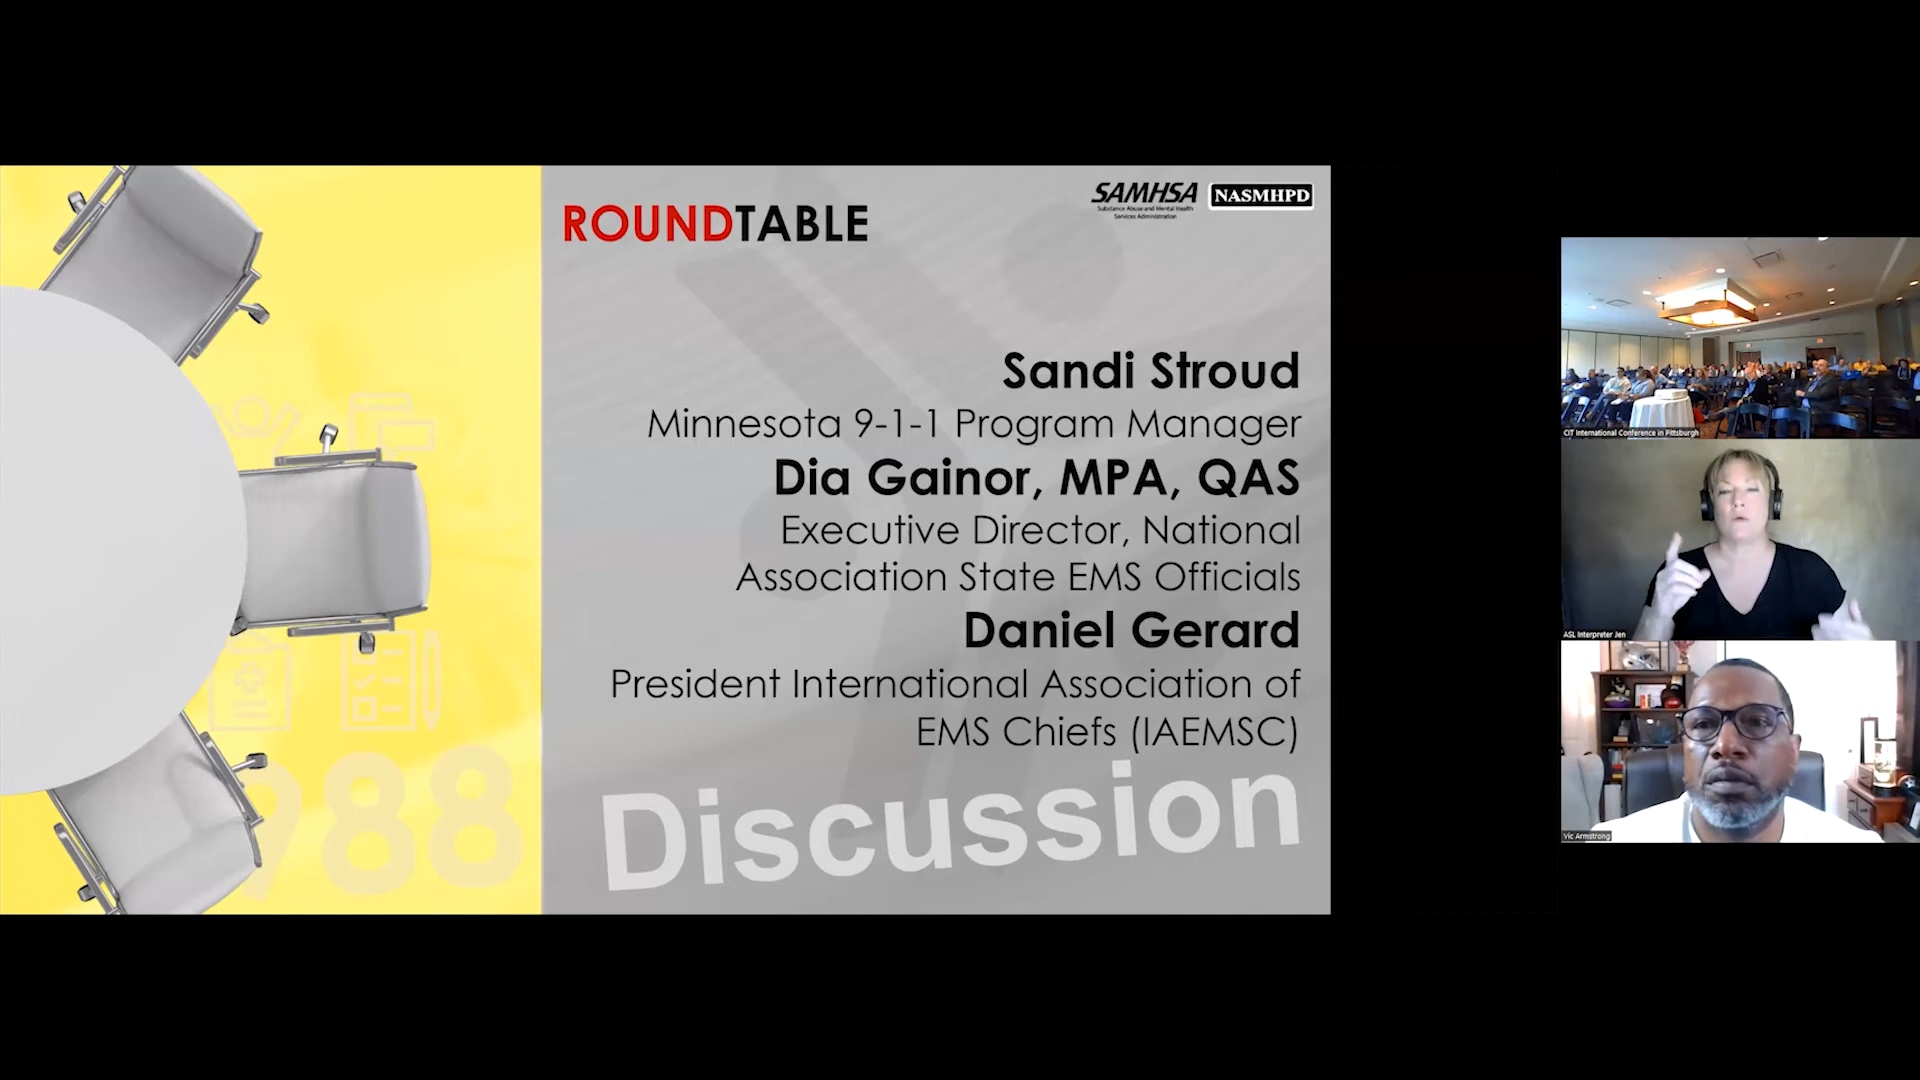 ROUNDTABLE
SAMHSA
Substance Abuse and Mental Health
Services Administration
NASMHPD
Sandi Stroud
Minnesota 9-1-1 Program Manager
Dia Gainor, MPA, QAS
Executive Director, National
Association State EMS Officials
Daniel Gerard
President International Association of
EMS Chiefs (IAEMSC)
Discussion
988
CIT International Conference in Pittsburgh
ASL Interpreter Jen
Vic Armstrong